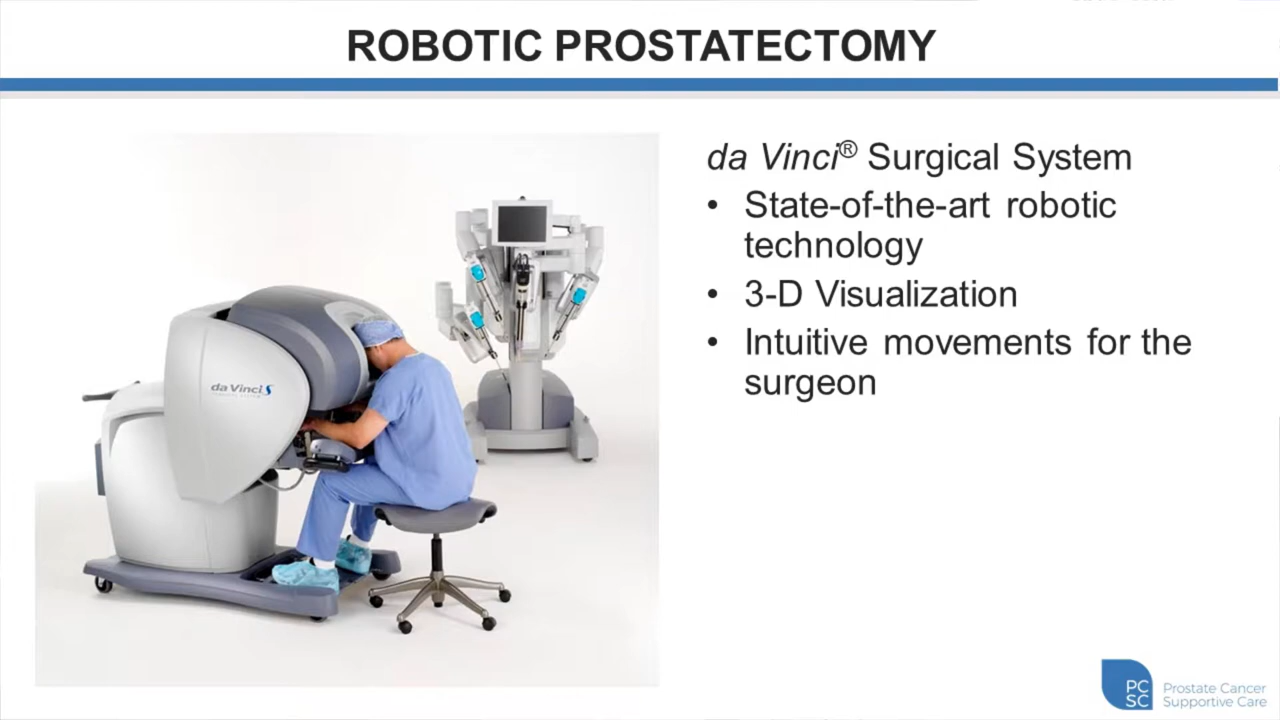 ROBOTIC PROSTATECTOMY
da Vinci® Surgical System
• State-of-the-art robotic
technology
• 3-D Visualization
• Intuitive movements for the
surgeon
da Vinci S
PC
SC
Prostate Cancer
Supportive Care